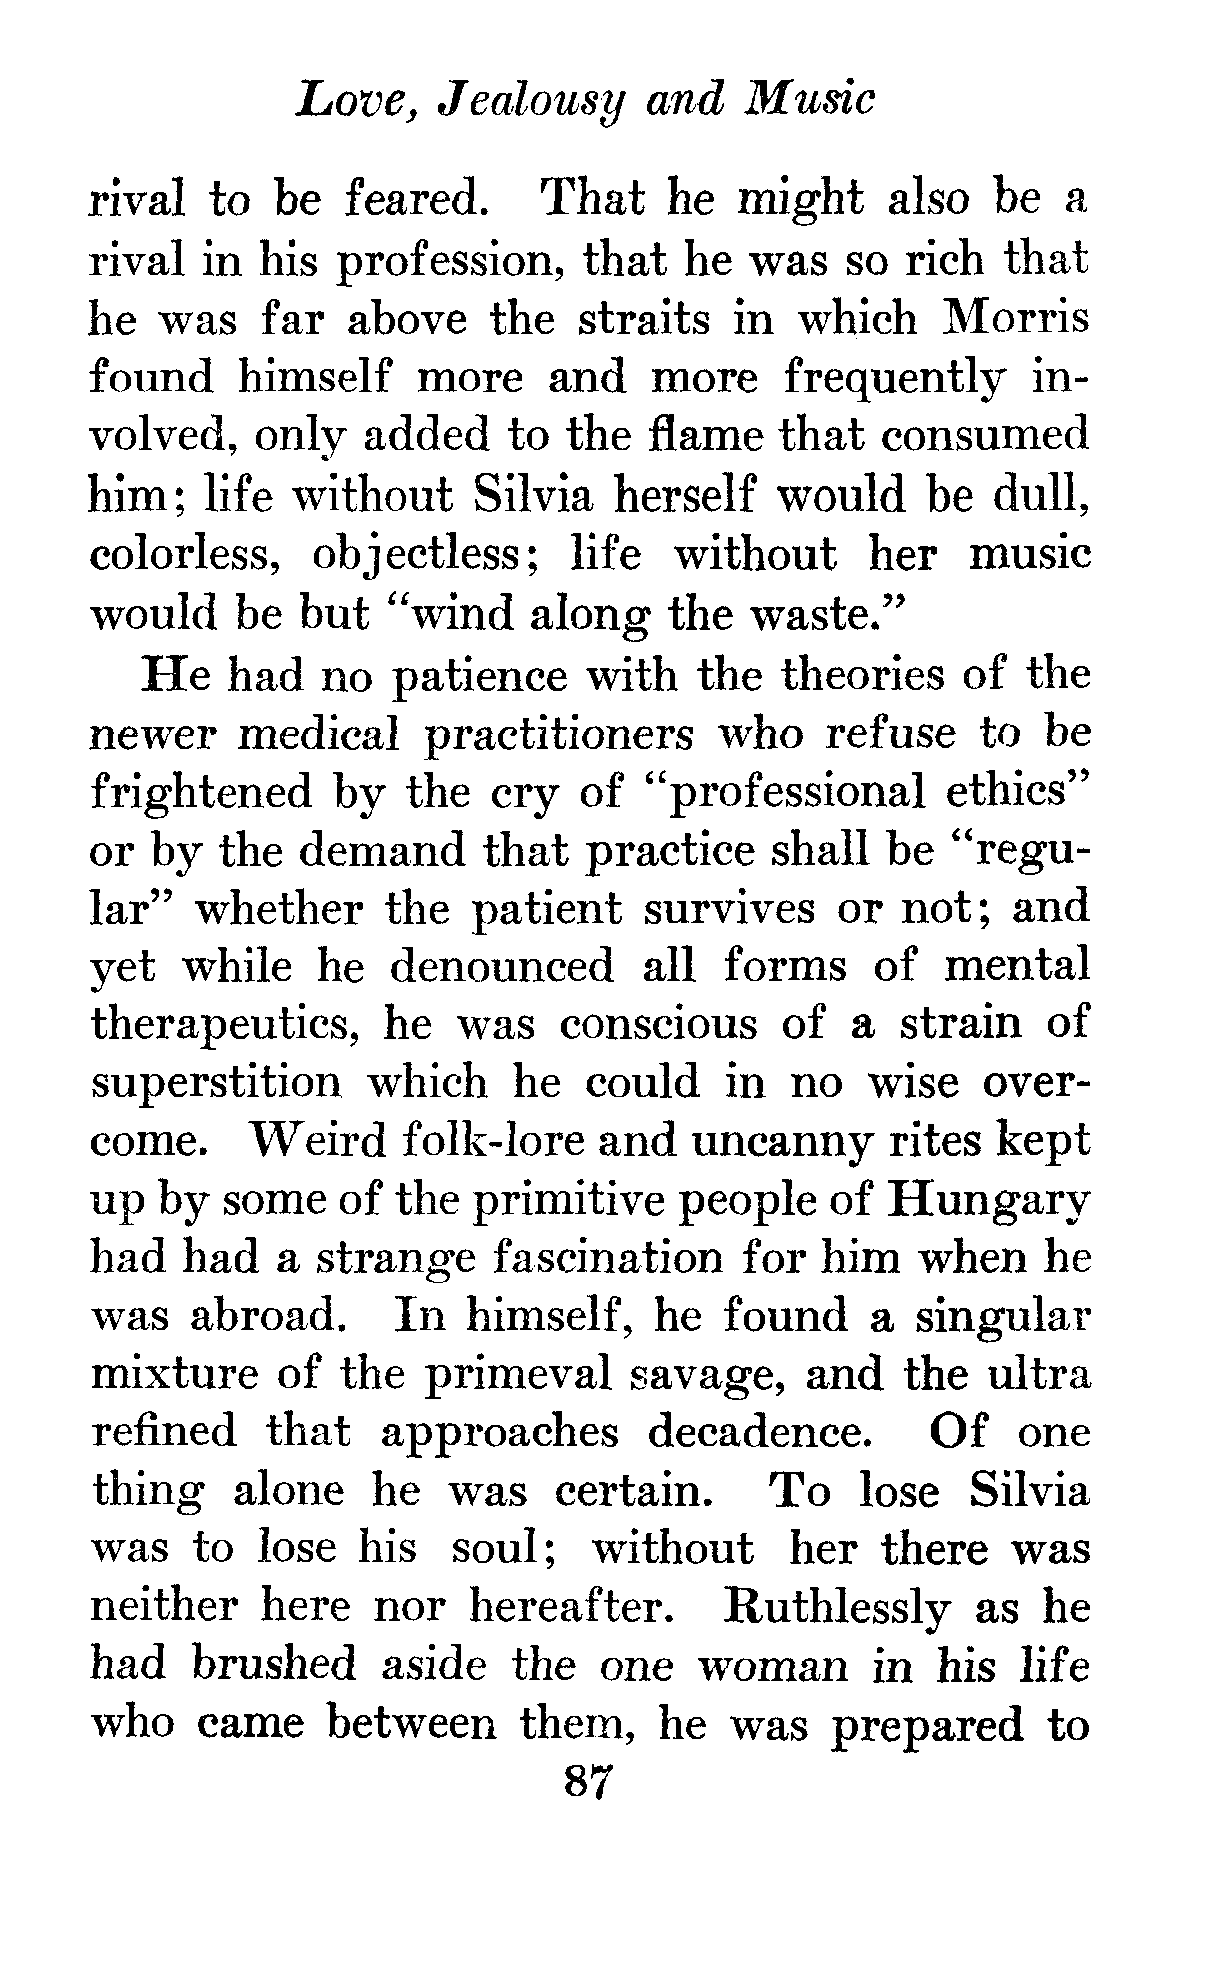 Love, Jealousy and Music
rival to be feared. That he might also be a
rival in his profession, that he was so rich that
he was far above the straits in which Morris
found himself more and more frequently in-
volved, only added to the flame that consumed
him; life without Silvia herself would be dull,
colorless, objectless; life without her music
would be but "wind along the waste."
He had no patience with the theories of the
newer medical practitioners who refuse to be
frightened by the cry of "professional ethics"
or by the demand that practice shall be "regu-
lar" whether the patient survives or not; and
yet while he denounced all forms of mental
therapeutics, he was conscious of a strain of
superstition which he could in no wise over-
come. Weird folk-lore and uncanny rites kept
up by some of the primitive people of Hungary
had had a strange fascination for him when he
was abroad. In himself, he found a singular
mixture of the primeval savage, and the ultra
refined that approaches decadence. Of one
thing alone he was certain. To lose Silvia
was to lose his soul; without her there was
neither here nor hereafter. Ruthlessly as he
had brushed aside the one woman in his life
who came between them, he was prepared to
87